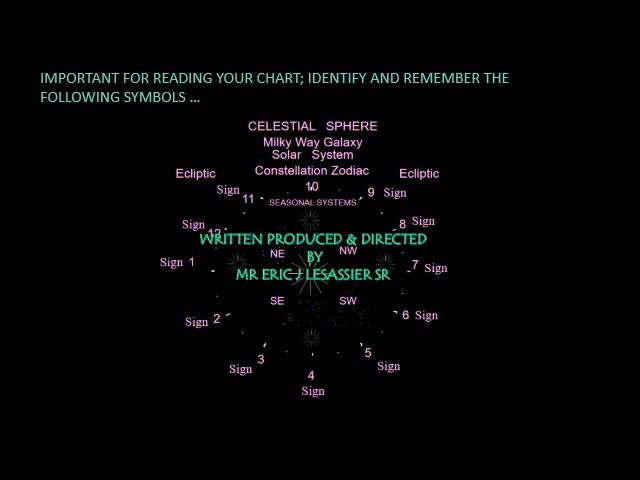 IMPORTANT FOR READING YOUR CHART; IDENTIFY AND REMEMBER THE
FOLLOWING SYMBOLS ...
CELESTIAL SPHERE
Milky Way Galaxy
Solar System
Constellation Zodiac
Ecliptic Ecliptic
10
Sign 11 9 Sign
SEASONAL SYSTEMS
Sign 12 8 Sign
WRITTEN PRODUCED & DIRECTED
NE NW
BY
Sign 1 7 Sign
MR ERIC J LESASSIER SR
SE SW
Sign 2 6 Sign
3 5
Sign Sign
4
Sign